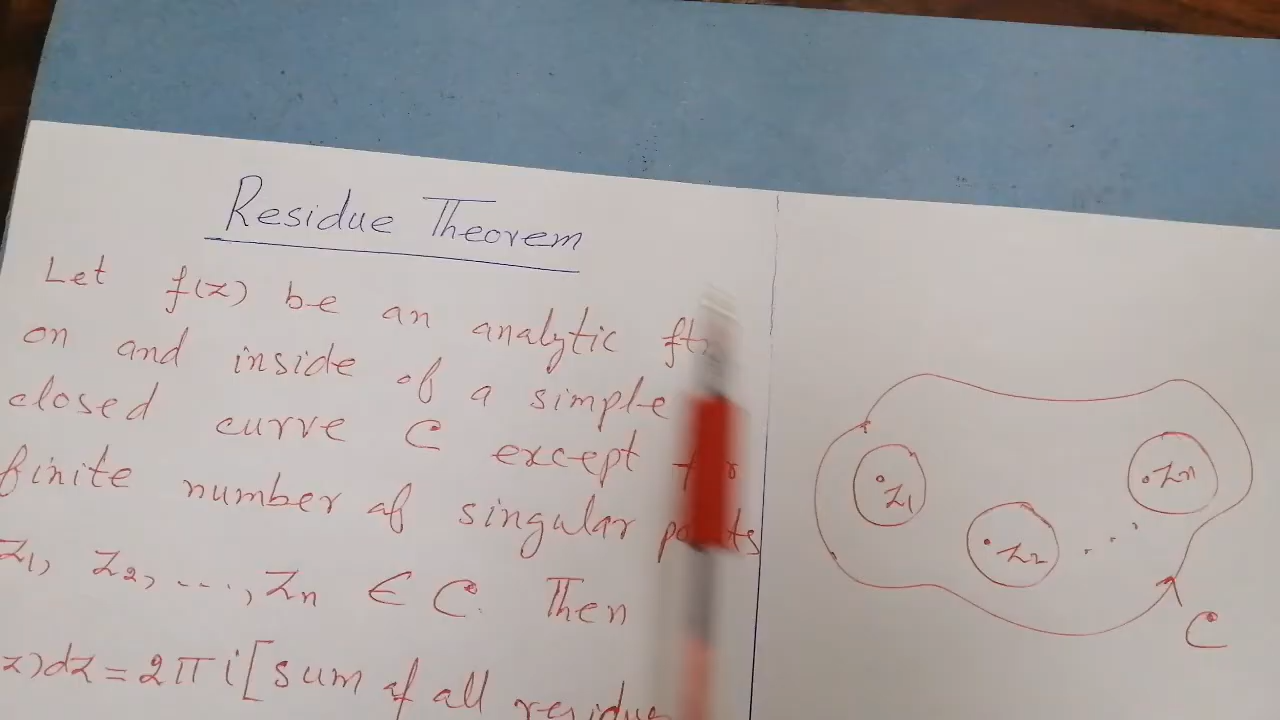 Residue Theorem
Let f(z) be an analytic
on and inside of a simple
closed curve C except
finite number of singular
z1, z2, ..., zn ∈ C. Then
z)dz = 2πi[sum of all
z1
z2
...
zn
C